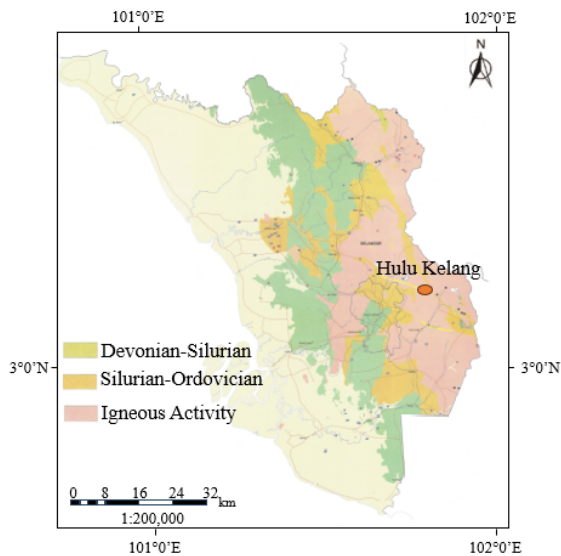 101°0’E
102°0’E
N
Hulu Kelang
3°0’N
3°0’N
Devonian-Silurian
Silurian-Ordovician
Igneous Activity
0 8 16 24 32 km
1:200,000
101°0’E
102°0’E